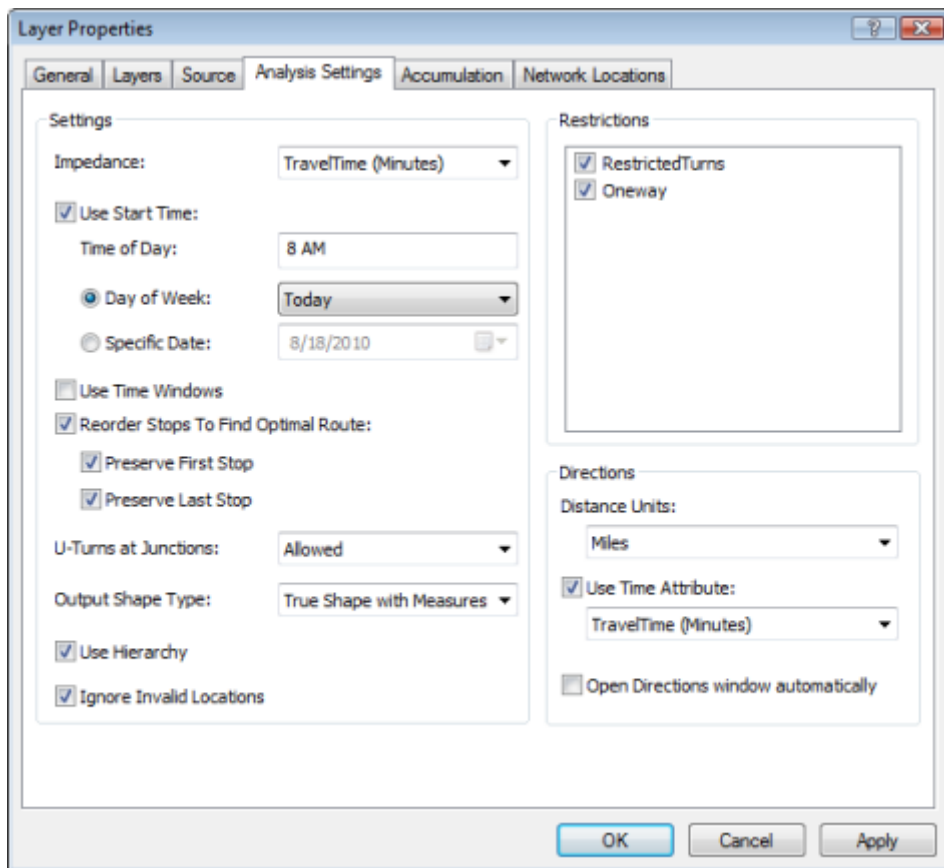 Layer Properties
General Layers Source Analysis Settings Accumulation Network Locations
Settings
Impedance: TravelTime (Minutes)
Use Start Time:
Time of Day: 8 AM
Day of Week: Today
Specific Date: 8/18/2010
Use Time Windows
Reorder Stops To Find Optimal Route:
Preserve First Stop
Preserve Last Stop
U-Turns at Junctions: Allowed
Output Shape Type: True Shape with Measures
Use Hierarchy
Ignore Invalid Locations
Restrictions
RestrictedTurns
Oneway
Directions
Distance Units:
Miles
Use Time Attribute:
TravelTime (Minutes)
Open Directions window automatically
OK Cancel Apply